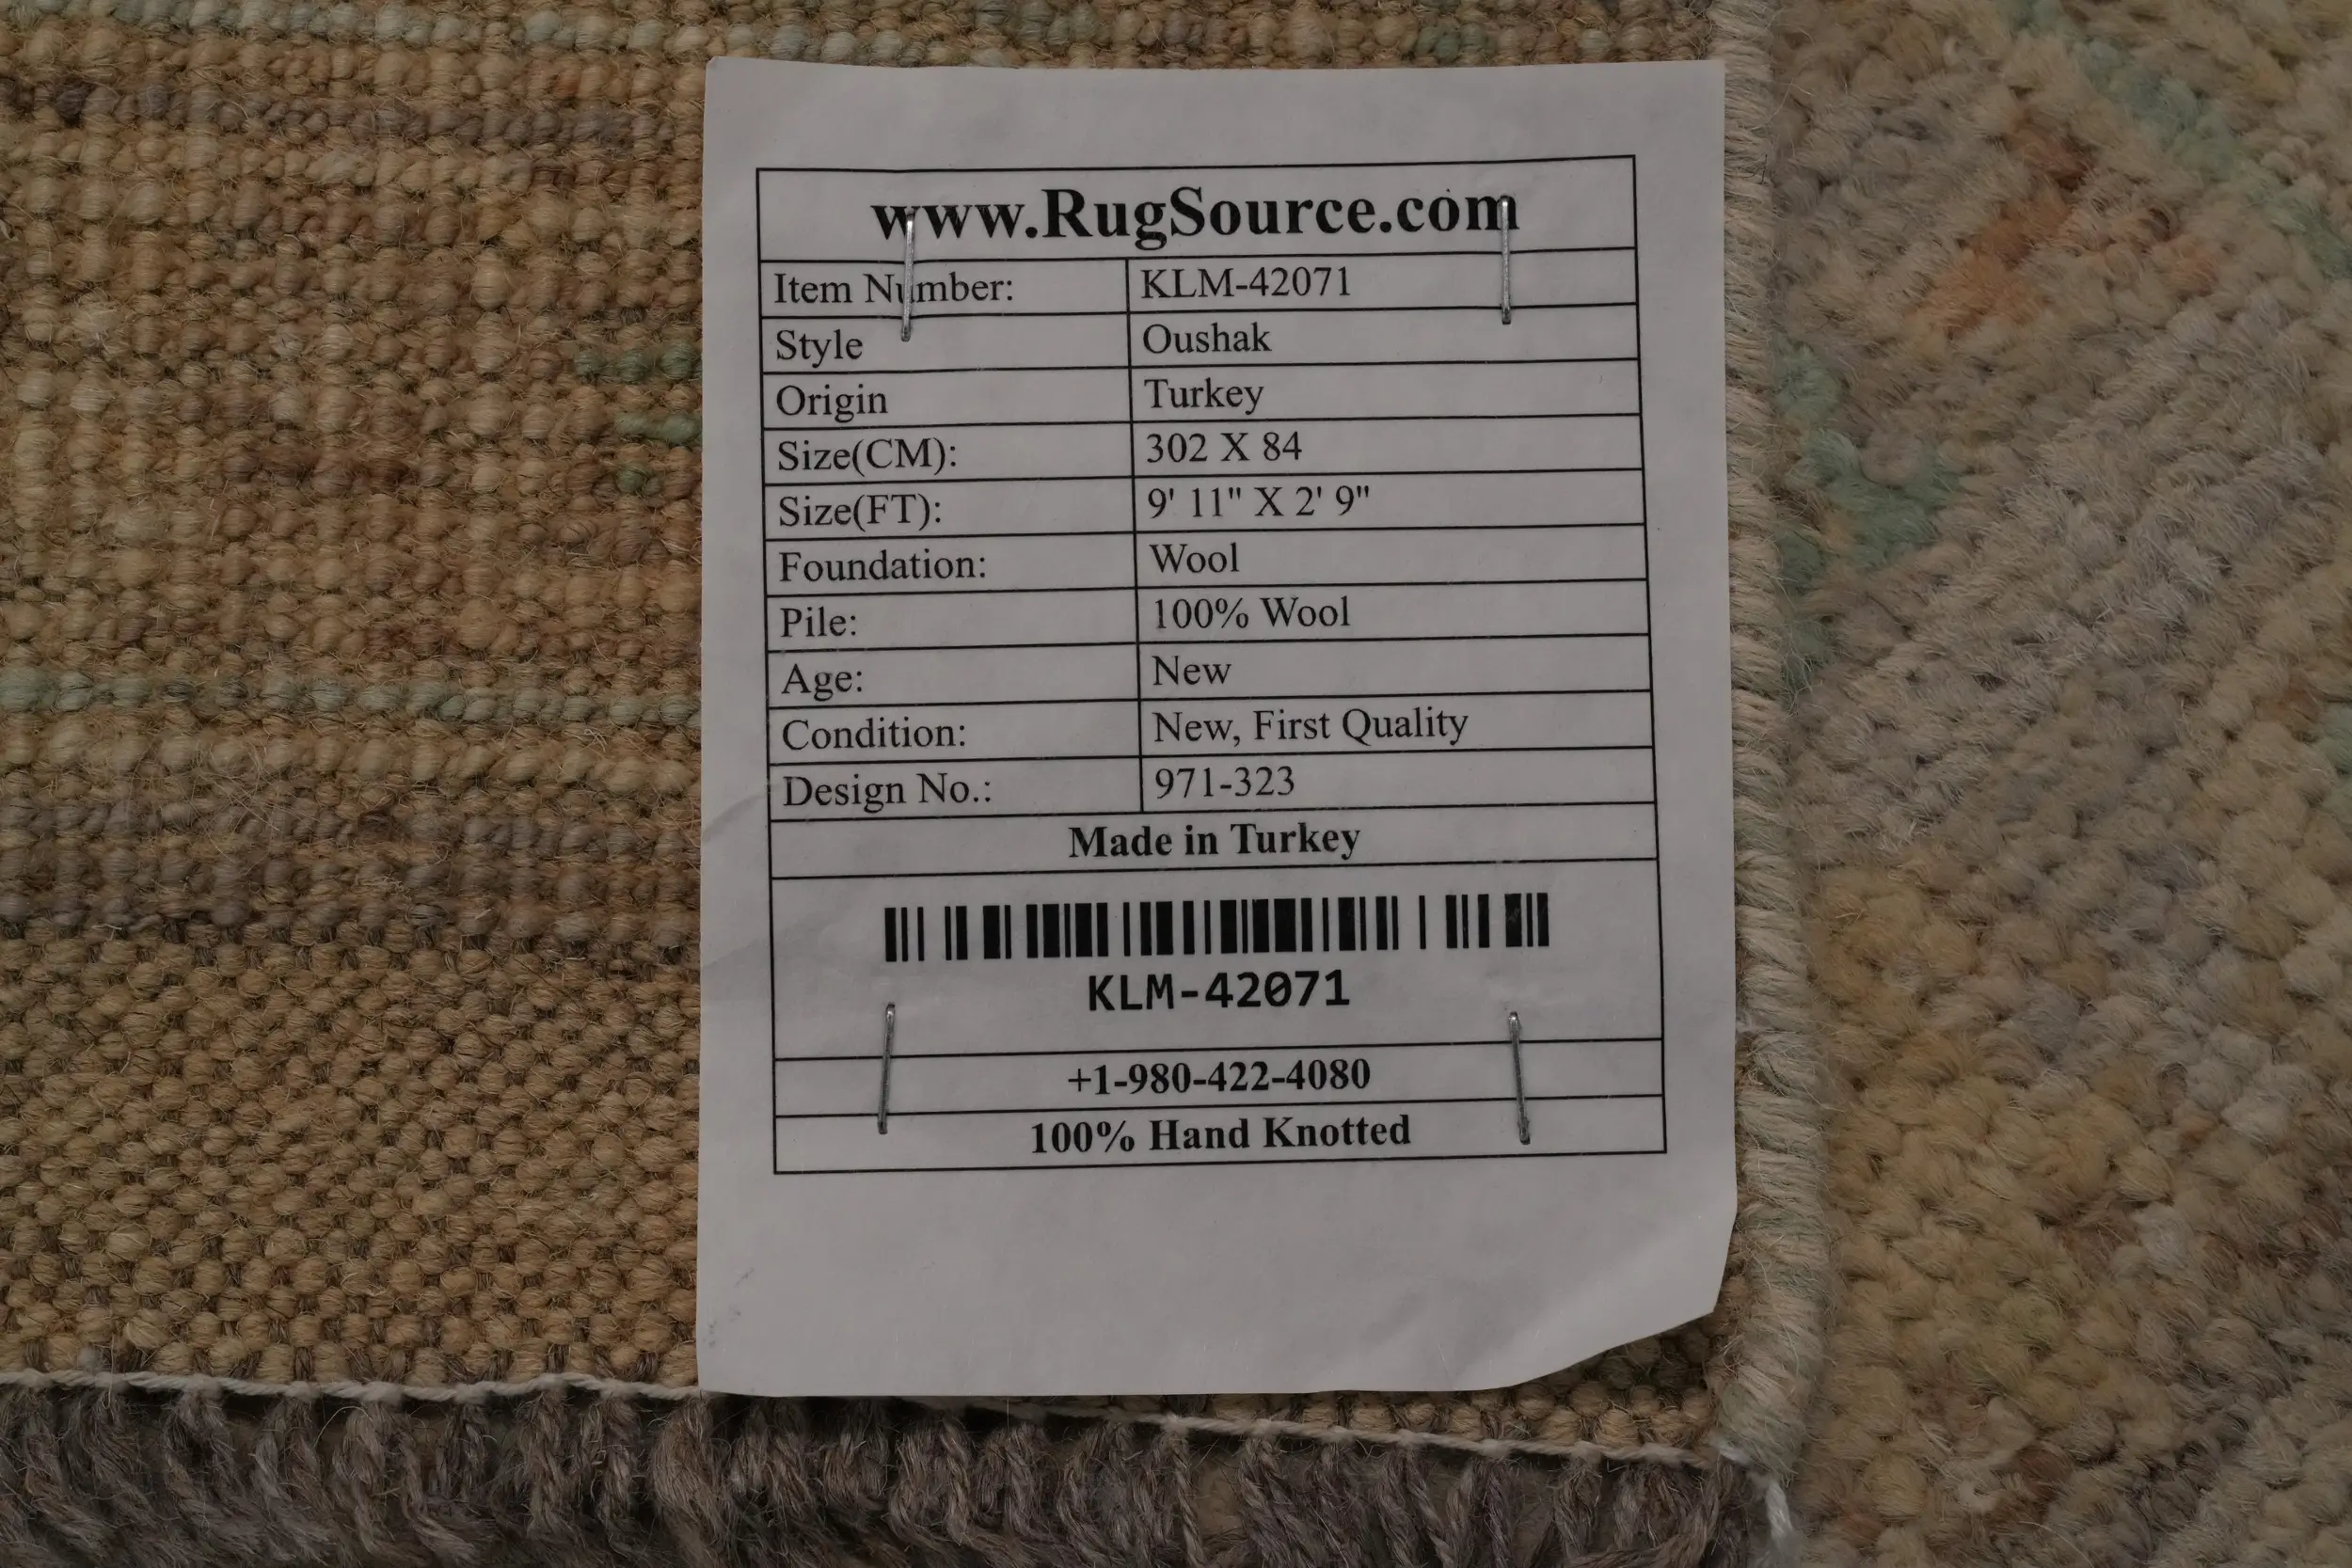 www.RugSource.com
Item Number: KLM-42071
Style Oushak
Origin Turkey
Size(CM): 302 X 84
Size(FT): 9' 11" X 2' 9"
Foundation: Wool
Pile: 100% Wool
Age: New
Condition: New, First Quality
Design No.: 971-323
Made in Turkey
KLM-42071
+1-980-422-4080
100% Hand Knotted